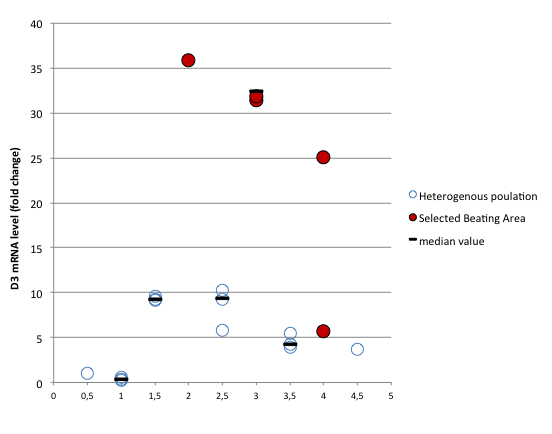 40
35
30
25
20
15
10
5
0
D3 mRNA level (fold change)
0 0,5 1 1,5 2 2,5 3 3,5 4 4,5 5
Heterogenous poulation
Selected Beating Area
median value